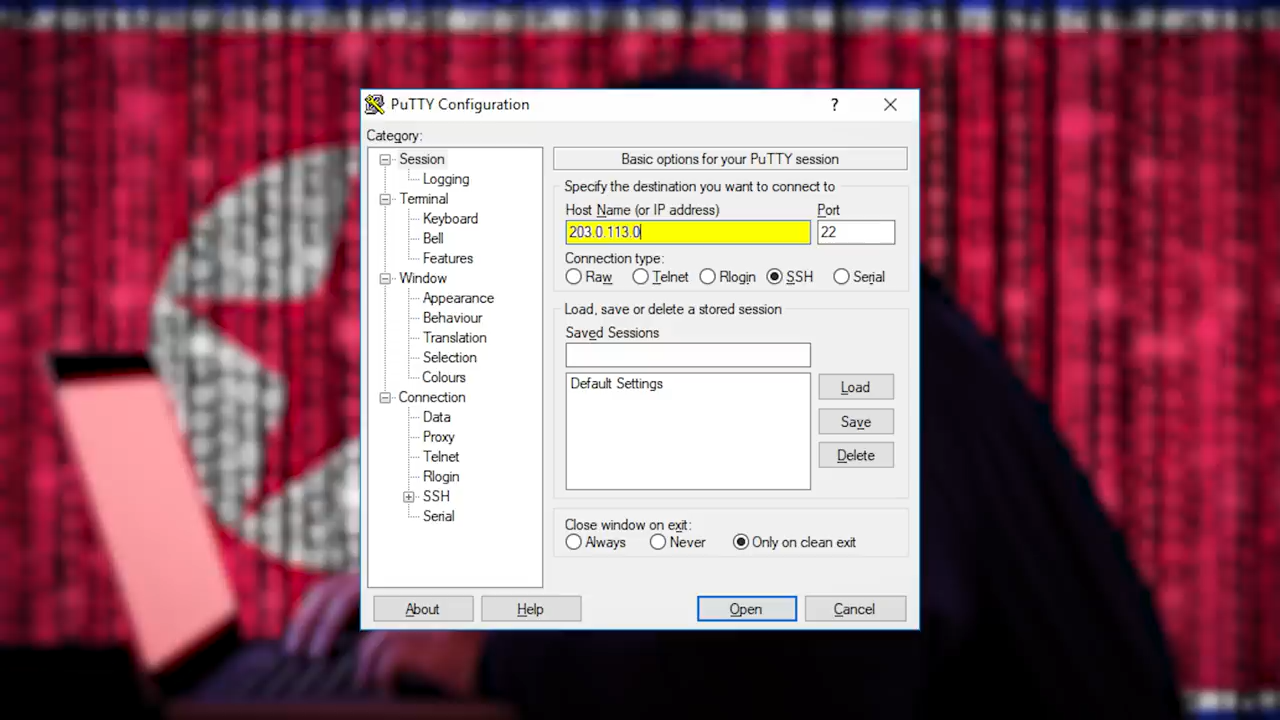 PuTTY Configuration
?
Category:
Session
Logging
Terminal
Keyboard
Bell
Features
Window
Appearance
Behaviour
Translation
Selection
Colours
Connection
Data
Proxy
Telnet
Rlogin
SSH
Serial
Basic options for your PuTTY session
Specify the destination you want to connect to
Host Name (or IP address) Port
203.0.113.0 22
Connection type:
Raw Telnet Rlogin SSH Serial
Load, save or delete a stored session
Saved Sessions
Default Settings
Load
Save
Delete
Close window on exit:
Always Never Only on clean exit
About Help Open Cancel